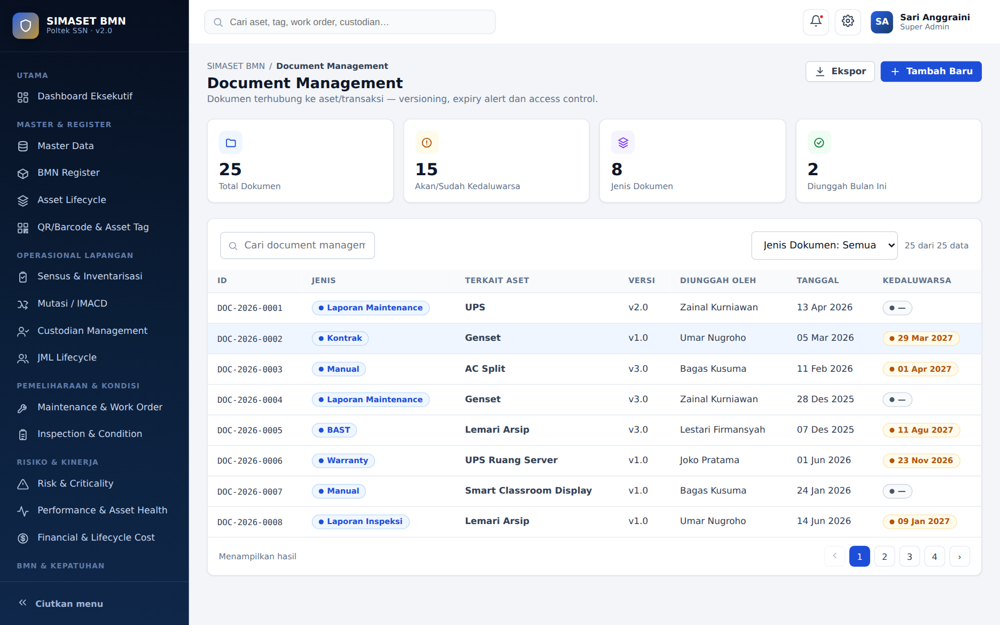 SIMASET BMN
Poltek SSN · v2.0
UTAMA
Dashboard Eksekutif
MASTER & REGISTER
Master Data
BMN Register
Asset Lifecycle
QR/Barcode & Asset Tag
OPERASIONAL LAPANGAN
Sensus & Inventarisasi
Mutasi / IMACD
Custodian Management
JML Lifecycle
PEMELIHARAAN & KONDISI
Maintenance & Work Order
Inspection & Condition
RISIKO & KINERJA
Risk & Criticality
Performance & Asset Health
Financial & Lifecycle Cost
BMN & KEPATUHAN
Ciutkan menu
Cari aset, tag, work order, custodian…
SA
Sari Anggraini
Super Admin
SIMASET BMN / Document Management
Document Management
Dokumen terhubung ke aset/transaksi — versioning, expiry alert dan access control.
Ekspor
Tambah Baru
25
Total Dokumen
15
Akan/Sudah Kedaluwarsa
8
Jenis Dokumen
2
Diunggah Bulan Ini
Cari document managem
Jenis Dokumen: Semua
25 dari 25 data
ID JENIS TERKAIT ASET VERSI DIUNGGAH OLEH TANGGAL KEDALUWARSA
DOC-2026-0001 Laporan Maintenance UPS v2.0 Zainal Kurniawan 13 Apr 2026 —
DOC-2026-0002 Kontrak Genset v1.0 Umar Nugroho 05 Mar 2026 29 Mar 2027
DOC-2026-0003 Manual AC Split v3.0 Bagas Kusuma 11 Feb 2026 01 Apr 2027
DOC-2026-0004 Laporan Maintenance Genset v3.0 Zainal Kurniawan 28 Des 2025 —
DOC-2026-0005 BAST Lemari Arsip v3.0 Lestari Firmansyah 07 Des 2025 11 Agu 2027
DOC-2026-0006 Warranty UPS Ruang Server v1.0 Joko Pratama 01 Jun 2026 23 Nov 2026
DOC-2026-0007 Manual Smart Classroom Display v1.0 Bagas Kusuma 24 Jan 2026 —
DOC-2026-0008 Laporan Inspeksi Lemari Arsip v1.0 Umar Nugroho 14 Jun 2026 09 Jan 2027
Menampilkan hasil
‹ 1 2 3 4 ›